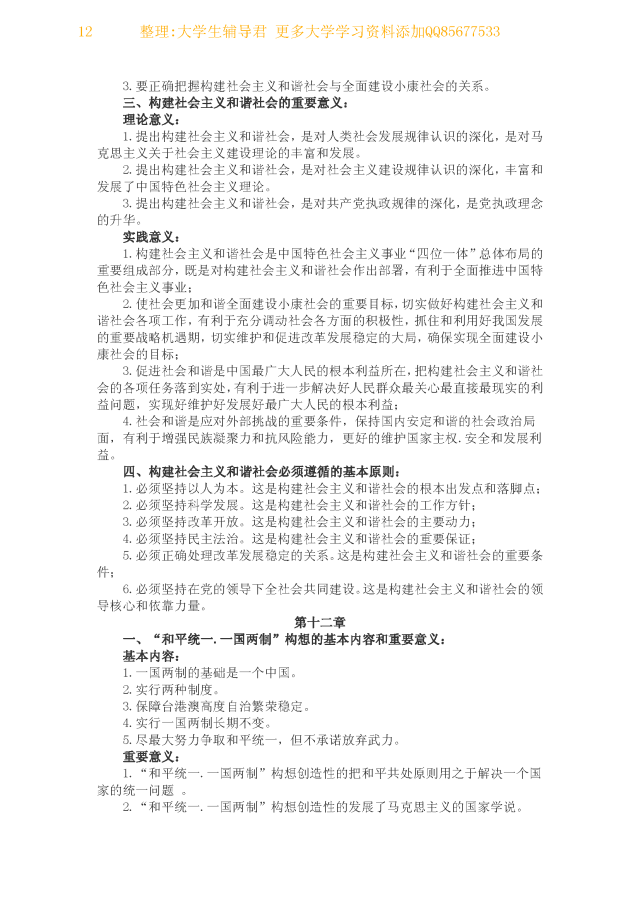 12 整理:大学生辅导君 更多大学学习资料添加QQ85677533
3.要正确把握构建社会主义和谐社会与全面建设小康社会的关系。
三、构建社会主义和谐社会的重要意义:
理论意义:
1.提出构建社会主义和谐社会,是对人类社会发展规律认识的深化,是对马
克思主义关于社会主义建设理论的丰富和发展。
2.提出构建社会主义和谐社会,是对社会主义建设规律认识的深化,丰富和
发展了中国特色社会主义理论。
3.提出构建社会主义和谐社会,是对共产党执政规律的深化,是党执政理念
的升华。
实践意义:
1.构建社会主义和谐社会是中国特色社会主义事业“四位一体”总体布局的
重要组成部分,既是对构建社会主义和谐社会作出部署,有利于全面推进中国特
色社会主义事业;
2.使社会更加和谐全面建设小康社会的重要目标,切实做好构建社会主义和
谐社会各项工作,有利于充分调动社会各方面的积极性,抓住和利用好我国发展
的重要战略机遇期,切实维护和促进改革发展稳定的大局,确保实现全面建设小
康社会的目标;
3.促进社会和谐是中国最广大人民的根本利益所在,把构建社会主义和谐社
会的各项任务落到实处,有利于进一步解决好人民群众最关心最直接最现实的利
益问题,实现好维护好发展好最广大人民的根本利益;
4.社会和谐是应对外部挑战的重要条件,保持国内安定和谐的社会政治局
面,有利于增强民族凝聚力和抗风险能力,更好的维护国家主权.安全和发展利
益。
四、构建社会主义和谐社会必须遵循的基本原则:
1.必须坚持以人为本。这是构建社会主义和谐社会的根本出发点和落脚点;
2.必须坚持科学发展。这是构建社会主义和谐社会的工作方针;
3.必须坚持改革开放。这是构建社会主义和谐社会的主要动力;
4.必须坚持民主法治。这是构建社会主义和谐社会的重要保证;
5.必须正确处理改革发展稳定的关系。这是构建社会主义和谐社会的重要条
件;
6.必须坚持在党的领导下全社会共同建设。这是构建社会主义和谐社会的领
导核心和依靠力量。
第十二章
一、“和平统一.一国两制”构想的基本内容和重要意义:
基本内容:
1.一国两制的基础是一个中国。
2.实行两种制度。
3.保障台港澳高度自治繁荣稳定。
4.实行一国两制长期不变。
5.尽最大努力争取和平统一,但不承诺放弃武力。
重要意义:
1.“和平统一.一国两制”构想创造性的把和平共处原则用之于解决一个国
家的统一问题 。
2.“和平统一.一国两制”构想创造性的发展了马克思主义的国家学说。